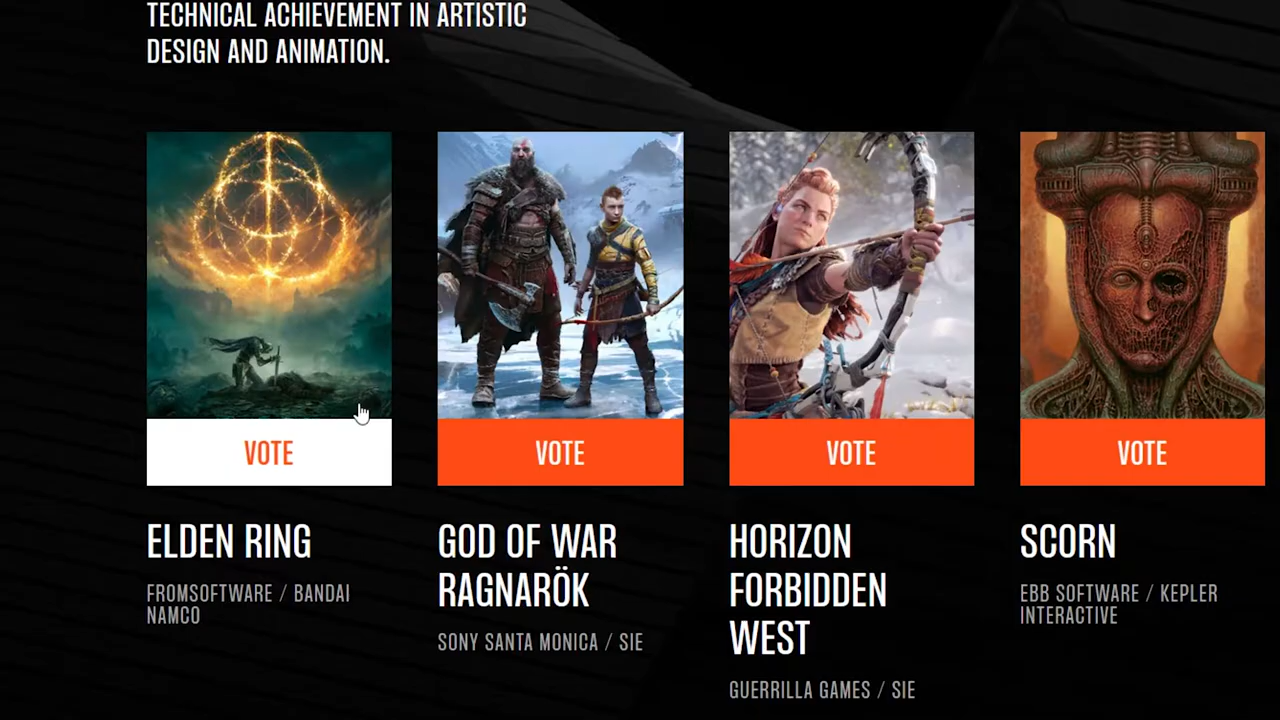 TECHNICAL ACHIEVEMENT IN ARTISTIC
DESIGN AND ANIMATION.
VOTE
VOTE
VOTE
VOTE
ELDEN RING
FROMSOFTWARE / BANDAI
NAMCO
GOD OF WAR
RAGNARÖK
SONY SANTA MONICA / SIE
HORIZON
FORBIDDEN
WEST
GUERRILLA GAMES / SIE
SCORN
EBB SOFTWARE / KEPLER
INTERACTIVE